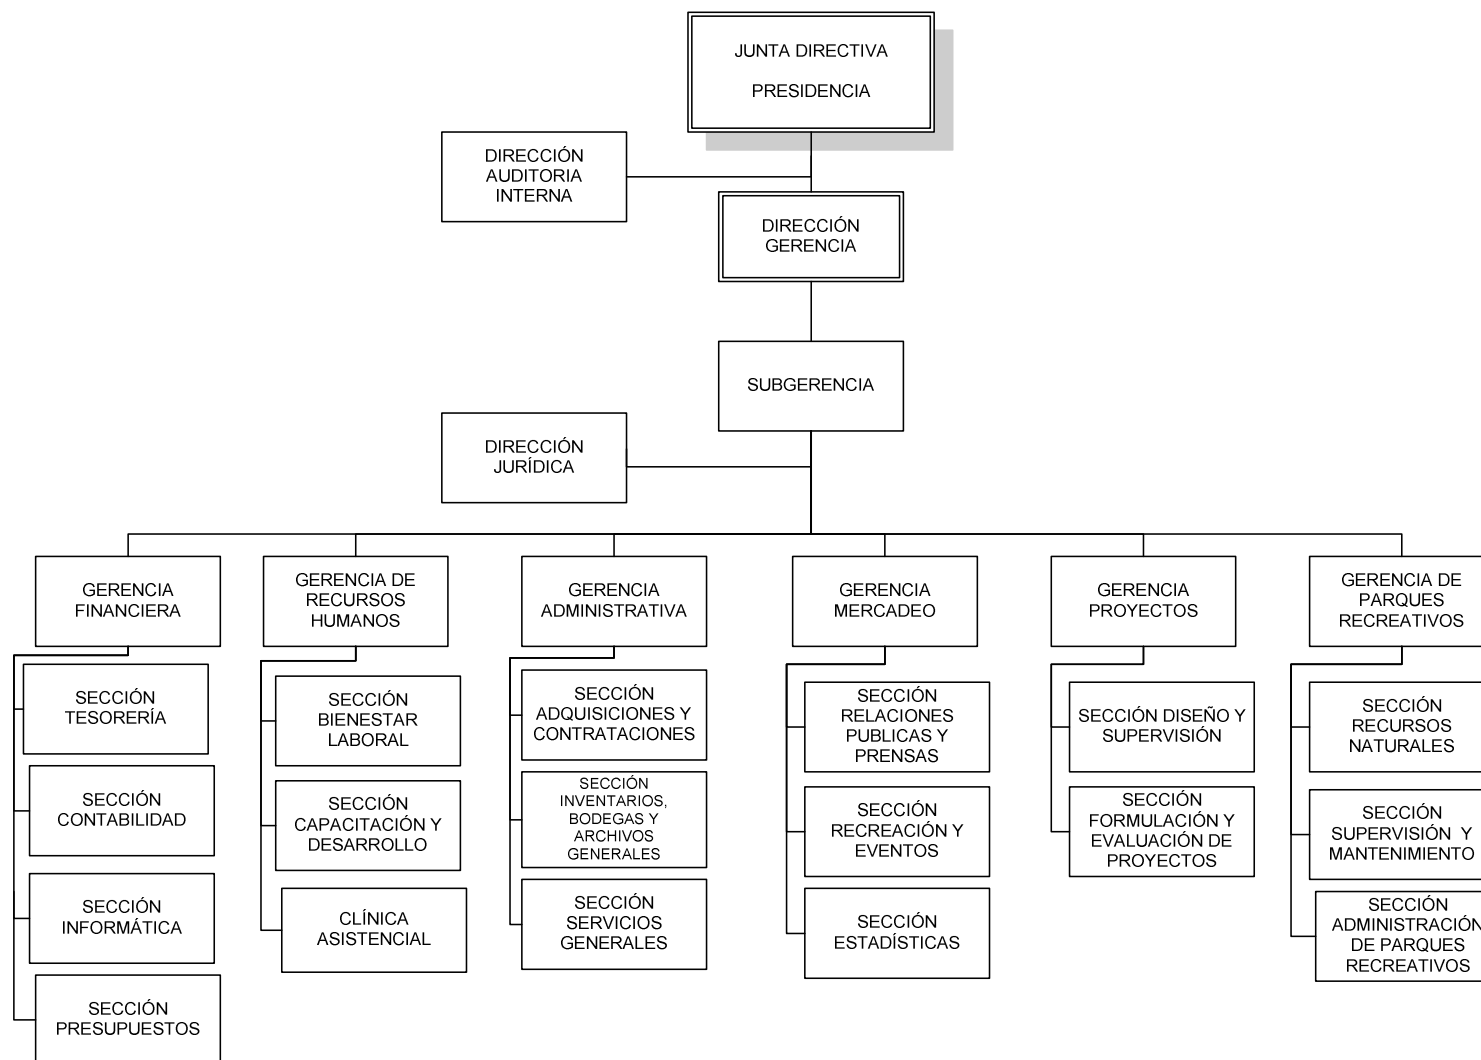 JUNTA DIRECTIVA
PRESIDENCIA
DIRECCIÓN
AUDITORIA
INTERNA
DIRECCIÓN
GERENCIA
SUBGERENCIA
DIRECCIÓN
JURÍDICA
GERENCIA
FINANCIERA
GERENCIA DE
RECURSOS
HUMANOS
GERENCIA
ADMINISTRATIVA
GERENCIA
MERCADEO
GERENCIA
PROYECTOS
GERENCIA DE
PARQUES
RECREATIVOS
SECCIÓN
TESORERÍA
SECCIÓN
BIENESTAR
LABORAL
SECCIÓN
ADQUISICIONES Y
CONTRATACIONES
SECCIÓN
RELACIONES
PUBLICAS Y
PRENSAS
SECCIÓN DISEÑO Y
SUPERVISIÓN
SECCIÓN
RECURSOS
NATURALES
SECCIÓN
CONTABILIDAD
SECCIÓN
CAPACITACIÓN Y
DESARROLLO
SECCIÓN
INVENTARIOS,
BODEGAS Y
ARCHIVOS
GENERALES
SECCIÓN
RECREACIÓN Y
EVENTOS
SECCIÓN
FORMULACIÓN Y
EVALUACIÓN DE
PROYECTOS
SECCIÓN
SUPERVISIÓN Y
MANTENIMIENTO
SECCIÓN
INFORMÁTICA
CLÍNICA
ASISTENCIAL
SECCIÓN
SERVICIOS
GENERALES
SECCIÓN
ESTADÍSTICAS
SECCIÓN
ADMINISTRACIÓN
DE PARQUES
RECREATIVOS
SECCIÓN
PRESUPUESTOS